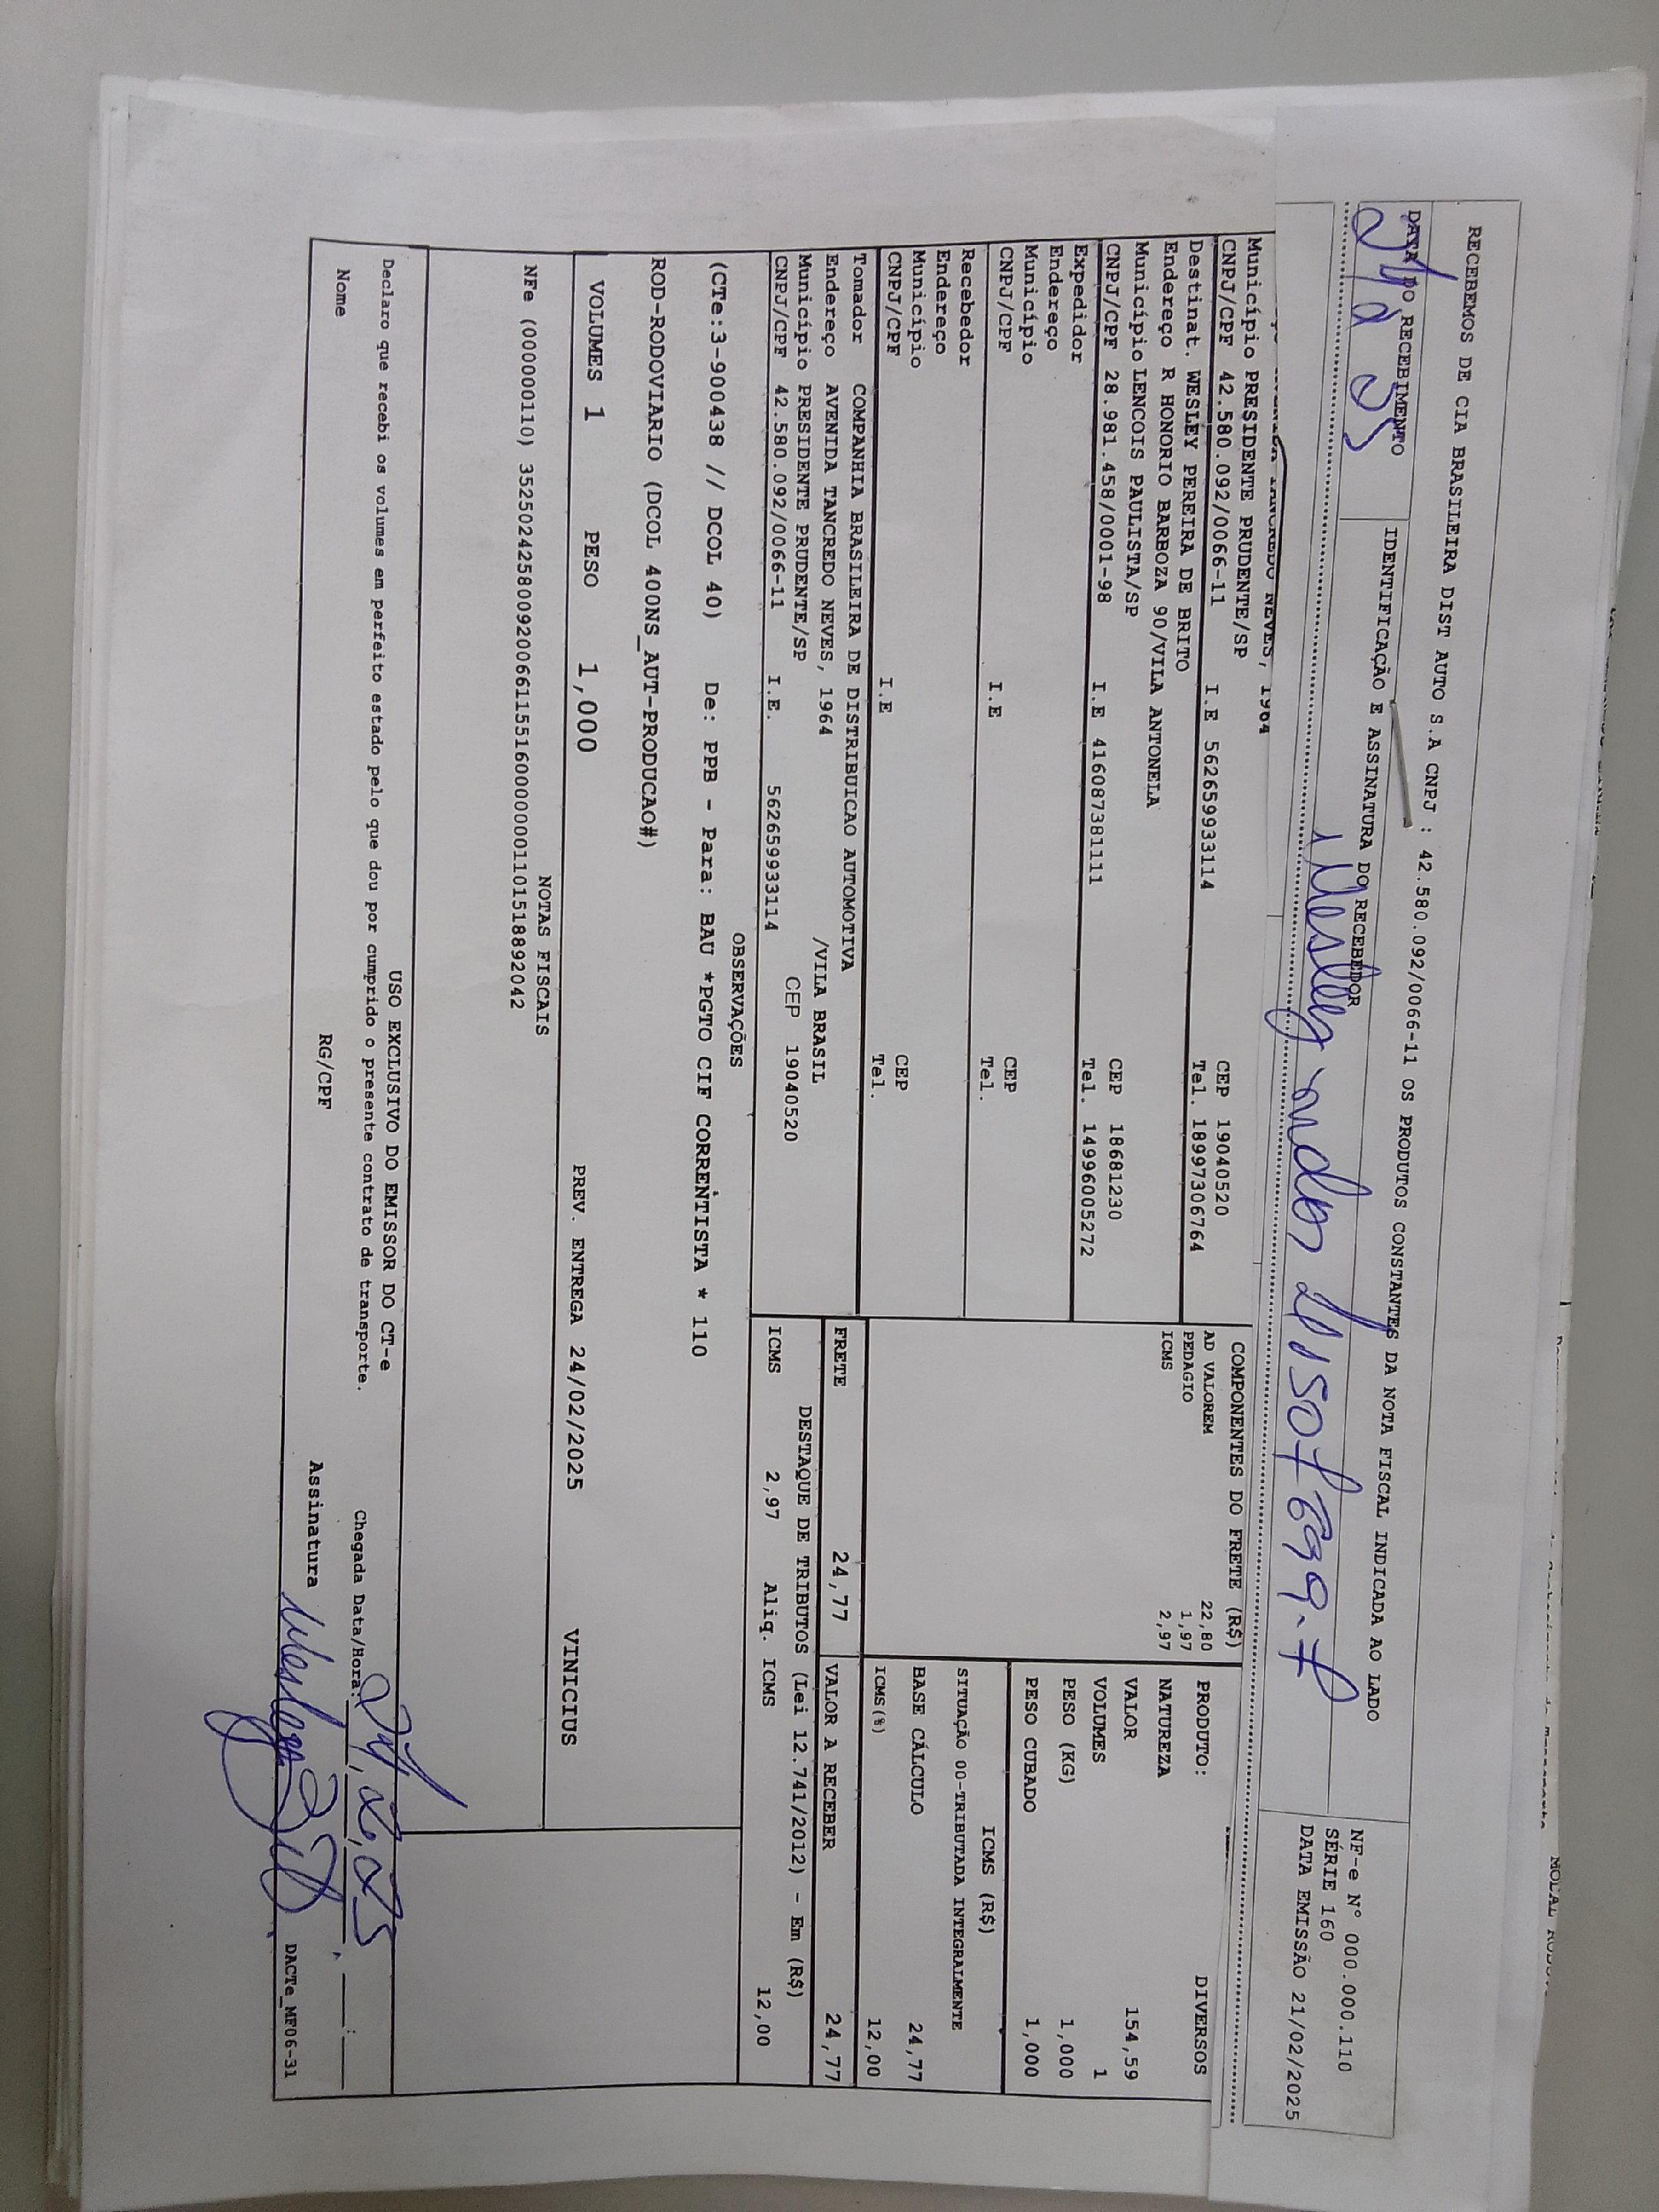 RECEBEMOS DE CIA BRASILEIRA DIST AUTO S.A CNPJ : 42.580.092/0066-11 OS PRODUTOS CONSTANTES DA NOTA FISCAL INDICADA AO LADO
DATA DO RECEBIMENTO
IDENTIFICAÇÃO E ASSINATURA DO RECEBEDOR
NF-e Nº 000.000.110
SÉRIE 160
DATA EMISSÃO 21/02/2025
TANCREDO NEVES, 1964
Município PRESIDENTE PRUDENTE/SP CEP 19040520
CNPJ/CPF 42.580.092/0066-11 I.E 562659933114 Tel. 18997306764
Destinat. WESLEY PEREIRA DE BRITO
Endereço R HONORIO BARBOZA 90/VILA ANTONELA
Município LENCOIS PAULISTA/SP CEP 18681230
CNPJ/CPF 28.981.458/0001-98 I.E 416087381111 Tel. 14996005272
Expedidor
Endereço
Município CEP
CNPJ/CPF I.E Tel.
Recebedor
Endereço
Município CEP
CNPJ/CPF I.E Tel.
Tomador COMPANHIA BRASILEIRA DE DISTRIBUICAO AUTOMOTIVA
Endereço AVENIDA TANCREDO NEVES, 1964 /VILA BRASIL
Município PRESIDENTE PRUDENTE/SP CEP 19040520
CNPJ/CPF 42.580.092/0066-11 I.E. 562659933114
COMPONENTES DO FRETE (R$)
AD VALOREM 22,80
PEDAGIO 1,97
ICMS 2,97
PRODUTO: DIVERSOS
NATUREZA
VALOR 154,59
VOLUMES 1
PESO (KG) 1,000
PESO CUBADO 1,000
ICMS (R$)
SITUAÇÃO 00-TRIBUTADA INTEGRALMENTE
BASE CÁLCULO 24,77
ICMS(%) 12,00
FRETE 24,77
VALOR A RECEBER 24,77
DESTAQUE DE TRIBUTOS (Lei 12.741/2012) - Em (R$)
ICMS 2,97 Aliq. ICMS 12,00
OBSERVAÇÕES
(CTe:3-900438 // DCOL 40) De: PPB - Para: BAU *PGTO CIF CORRENTISTA * 110
ROD-RODOVIARIO (DCOL 400NS_AUT-PRODUCAO#)
VOLUMES 1 PESO 1,000 PREV. ENTREGA 24/02/2025 VINICIUS
NOTAS FISCAIS
NFe (000000110) 35250242580092006611551600000001101518892042
USO EXCLUSIVO DO EMISSOR DO CT-e
Declaro que recebi os volumes em perfeito estado pelo que dou por cumprido o presente contrato de transporte.
Chegada Data/Hora: 24,02,25
Nome RG/CPF Assinatura Wesley
DACTe_MF06-31